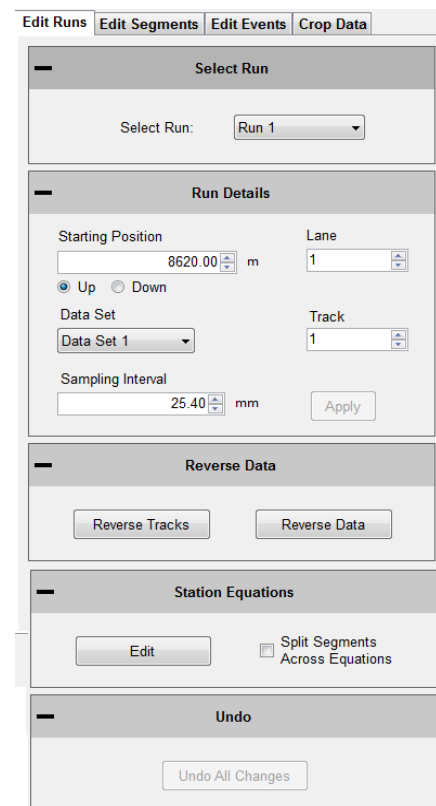 Edit Runs Edit Segments Edit Events Crop Data
Select Run
Select Run: Run 1
Run Details
Starting Position Lane
8620.00 m 1
Up Down
Data Set Track
Data Set 1 1
Sampling Interval
25.40 mm Apply
Reverse Data
Reverse Tracks Reverse Data
Station Equations
Edit Split Segments
Across Equations
Undo
Undo All Changes